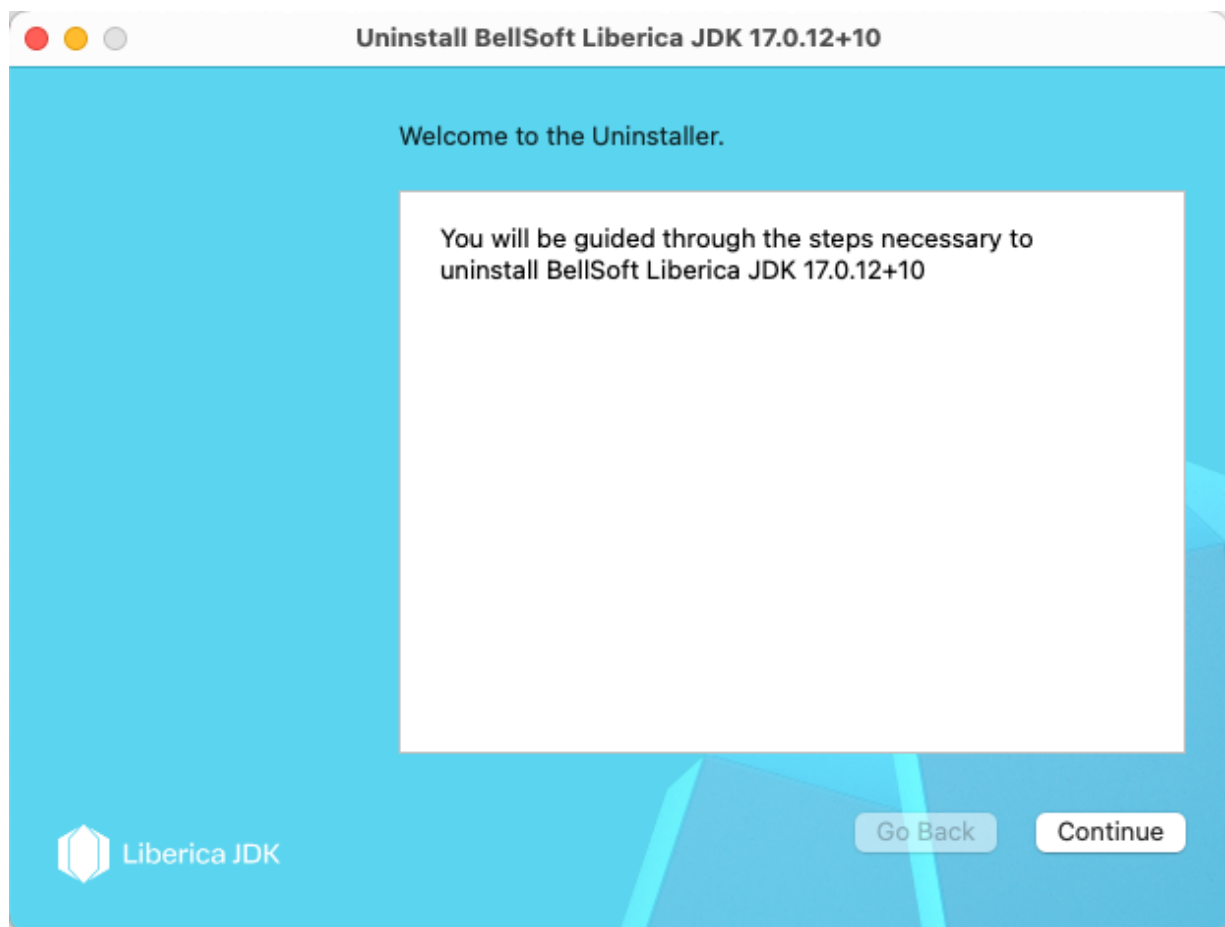 Uninstall BellSoft Liberica JDK 17.0.12+10
Welcome to the Uninstaller.
You will be guided through the steps necessary to
uninstall BellSoft Liberica JDK 17.0.12+10
Go Back
Continue
Liberica JDK